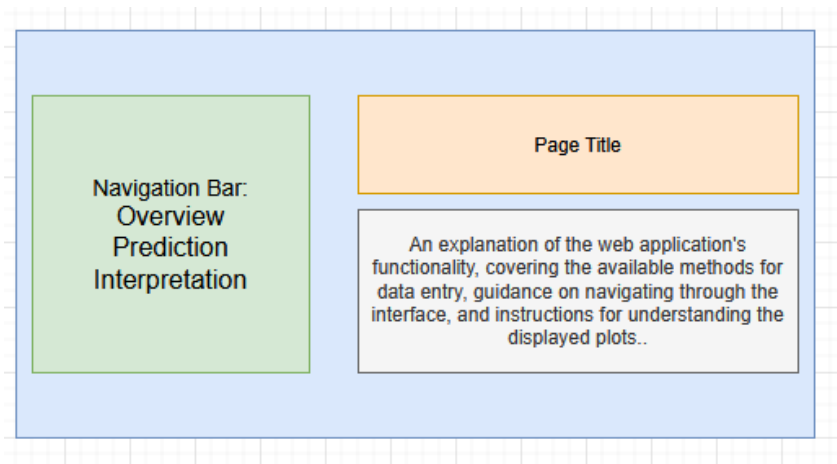 Navigation Bar:
Overview
Prediction
Interpretation
Page Title
An explanation of the web application's
functionality, covering the available methods for
data entry, guidance on navigating through the
interface, and instructions for understanding the
displayed plots..